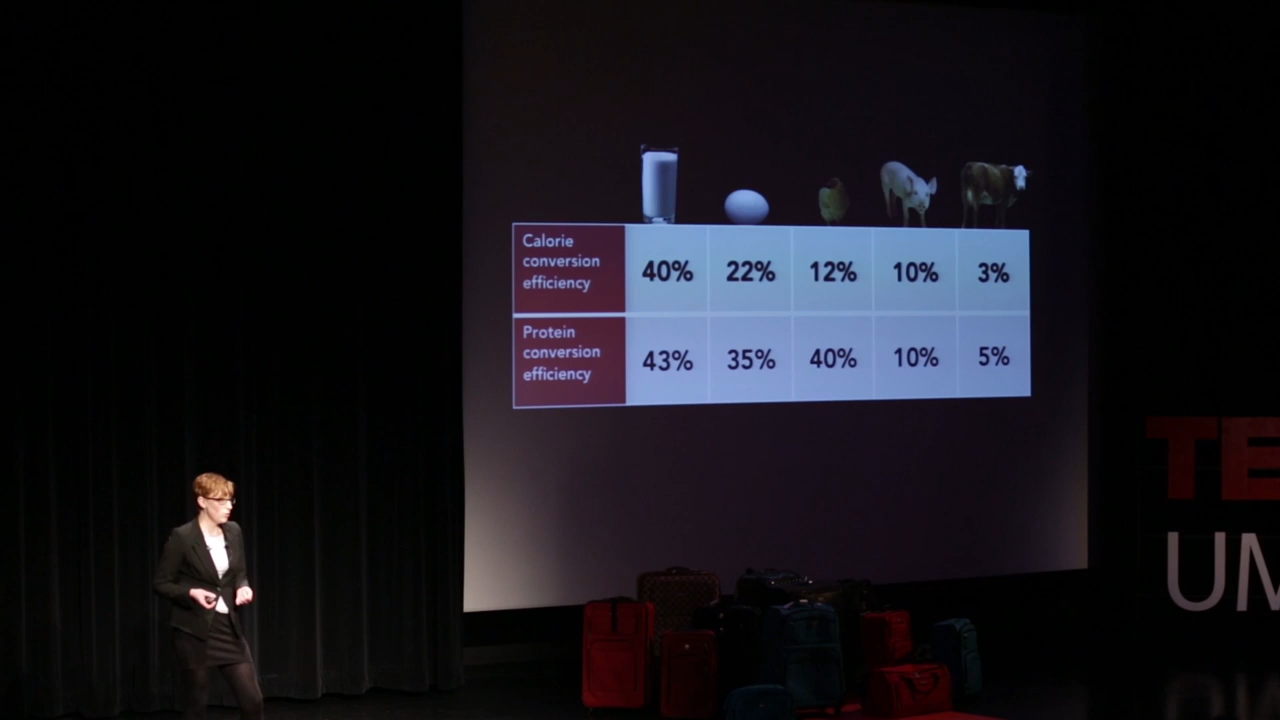 Calorie
conversion
efficiency
40% 22% 12% 10% 3%
Protein
conversion
efficiency
43% 35% 40% 10% 5%
TE
UM